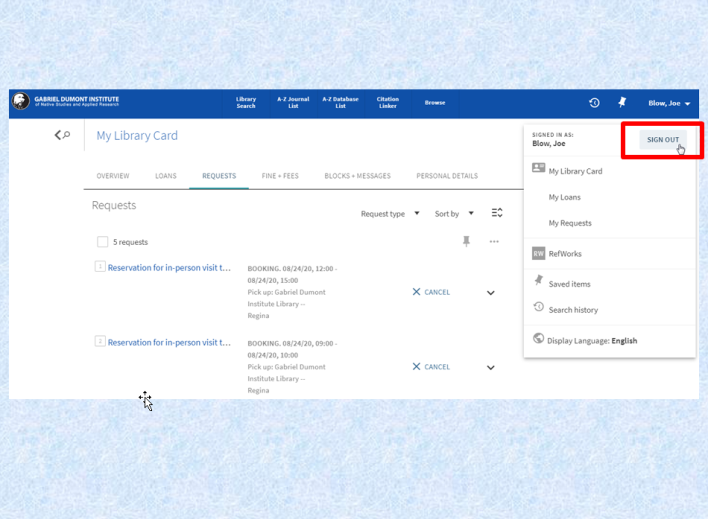 GABRIEL DUMONT INSTITUTE
of Native Studies and Applied Research
Library Search
A-Z Journal List
A-Z Database List
Citation Linker
Browse
Blow, Joe
My Library Card
SIGNED IN AS:
Blow, Joe
SIGN OUT
OVERVIEW
LOANS
REQUESTS
FINE + FEES
BLOCKS + MESSAGES
PERSONAL DETAILS
My Library Card
My Loans
My Requests
RW
RefWorks
Saved items
Search history
Display Language: English
Requests
Request type
Sort by
5 requests
1
Reservation for in-person visit t...
BOOKING. 08/24/20, 12:00 -
08/24/20, 15:00
Pick up: Gabriel Dumont
Institute Library --
Regina
CANCEL
2
Reservation for in-person visit t...
BOOKING. 08/24/20, 09:00 -
08/24/20, 10:00
Pick up: Gabriel Dumont
Institute Library --
Regina
CANCEL